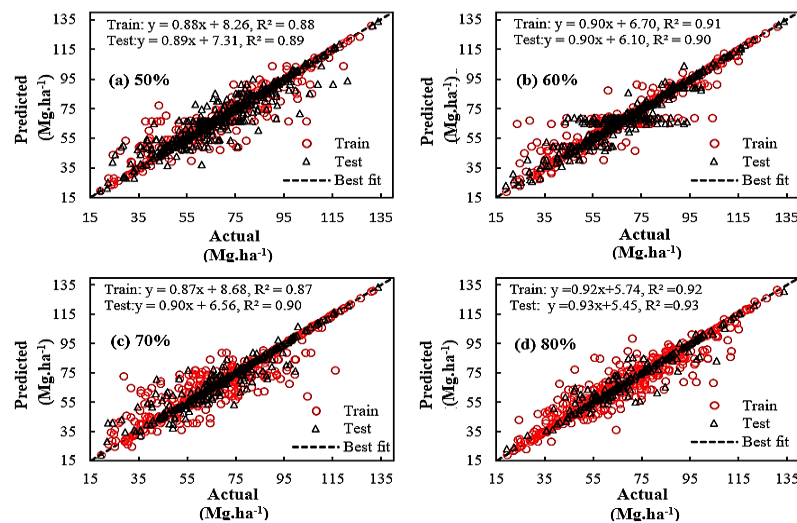 Train: y = 0.88x + 8.26, R² = 0.88
Test:y = 0.89x + 7.31, R² = 0.89
(a) 50%
Train
Test
Best fit
Predicted
(Mg.ha⁻¹)
135
115
95
75
55
35
15
15 35 55 75 95 115 135
Actual
(Mg.ha⁻¹)
Train: y = 0.90x + 6.70, R² = 0.91
Test:y = 0.90x + 6.10, R² = 0.90
(b) 60%
Train
Test
Best fit
Predicted
(Mg.ha⁻¹)
135
115
95
75
55
35
15
15 35 55 75 95 115 135
Actual
(Mg.ha⁻¹)
Train: y = 0.87x + 8.68, R² = 0.87
Test:y = 0.90x + 6.56, R² = 0.90
(c) 70%
Train
Test
Best fit
Predicted
(Mg.ha⁻¹)
135
115
95
75
55
35
15
15 35 55 75 95 115 135
Actual
(Mg.ha⁻¹)
Train: y =0.92x+5.74, R² =0.92
Test: y =0.93x+5.45, R² =0.93
(d) 80%
Train
Test
Best fit
Predicted
(Mg.ha⁻¹)
135
115
95
75
55
35
15
15 35 55 75 95 115 135
Actual
(Mg.ha⁻¹)